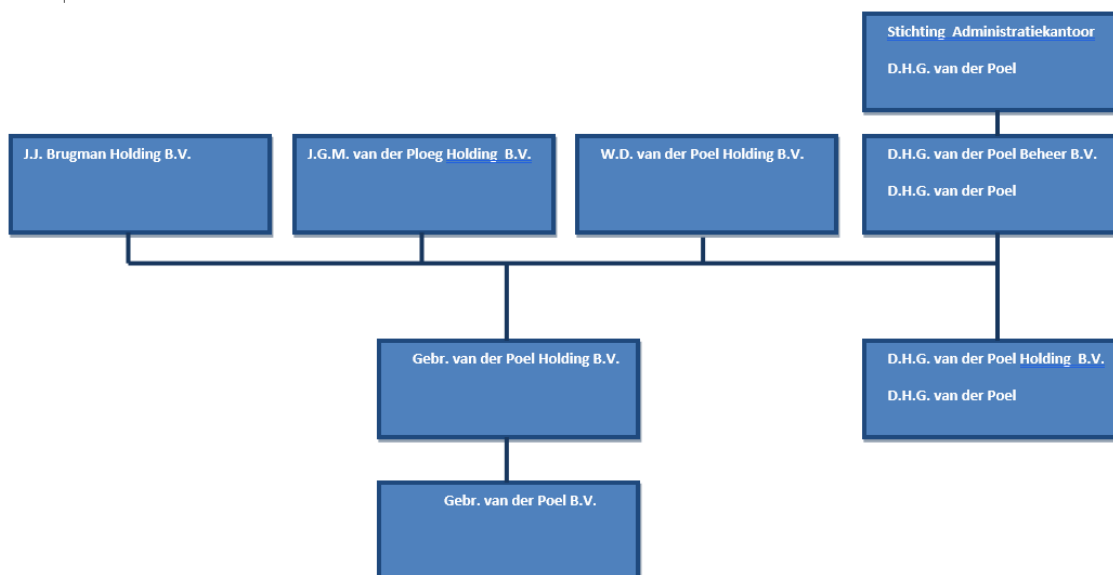 Stichting Administratiekantoor
D.H.G. van der Poel
J.J. Brugman Holding B.V.
J.G.M. van der Ploeg Holding B.V.
W.D. van der Poel Holding B.V.
D.H.G. van der Poel Beheer B.V.
D.H.G. van der Poel
Gebr. van der Poel Holding B.V.
D.H.G. van der Poel Holding B.V.
D.H.G. van der Poel
Gebr. van der Poel B.V.